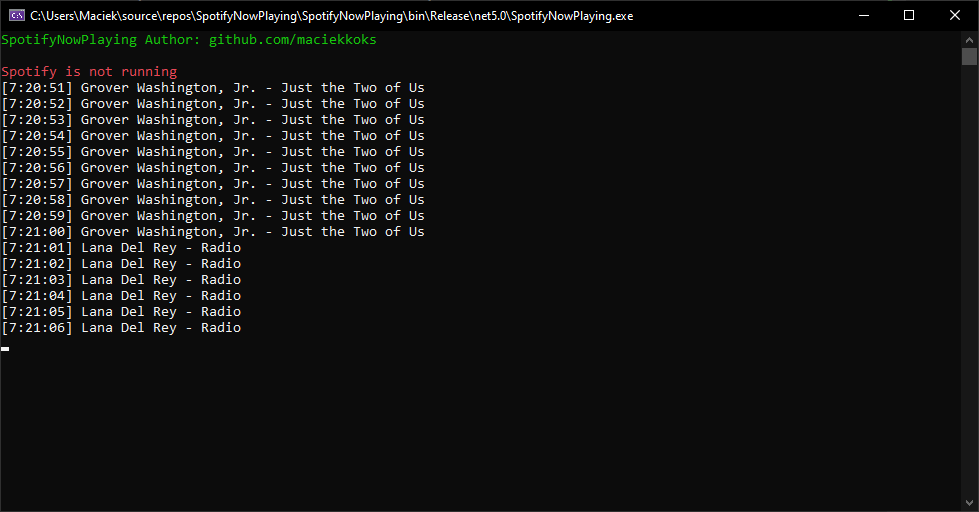 C:\Users\Maciek\source\repos\SpotifyNowPlaying\SpotifyNowPlaying\bin\Release\net5.0\SpotifyNowPlaying.exe
SpotifyNowPlaying Author: github.com/maciekkoks
Spotify is not running
[7:20:51] Grover Washington, Jr. - Just the Two of Us
[7:20:52] Grover Washington, Jr. - Just the Two of Us
[7:20:53] Grover Washington, Jr. - Just the Two of Us
[7:20:54] Grover Washington, Jr. - Just the Two of Us
[7:20:55] Grover Washington, Jr. - Just the Two of Us
[7:20:56] Grover Washington, Jr. - Just the Two of Us
[7:20:57] Grover Washington, Jr. - Just the Two of Us
[7:20:58] Grover Washington, Jr. - Just the Two of Us
[7:20:59] Grover Washington, Jr. - Just the Two of Us
[7:21:00] Grover Washington, Jr. - Just the Two of Us
[7:21:01] Lana Del Rey - Radio
[7:21:02] Lana Del Rey - Radio
[7:21:03] Lana Del Rey - Radio
[7:21:04] Lana Del Rey - Radio
[7:21:05] Lana Del Rey - Radio
[7:21:06] Lana Del Rey - Radio